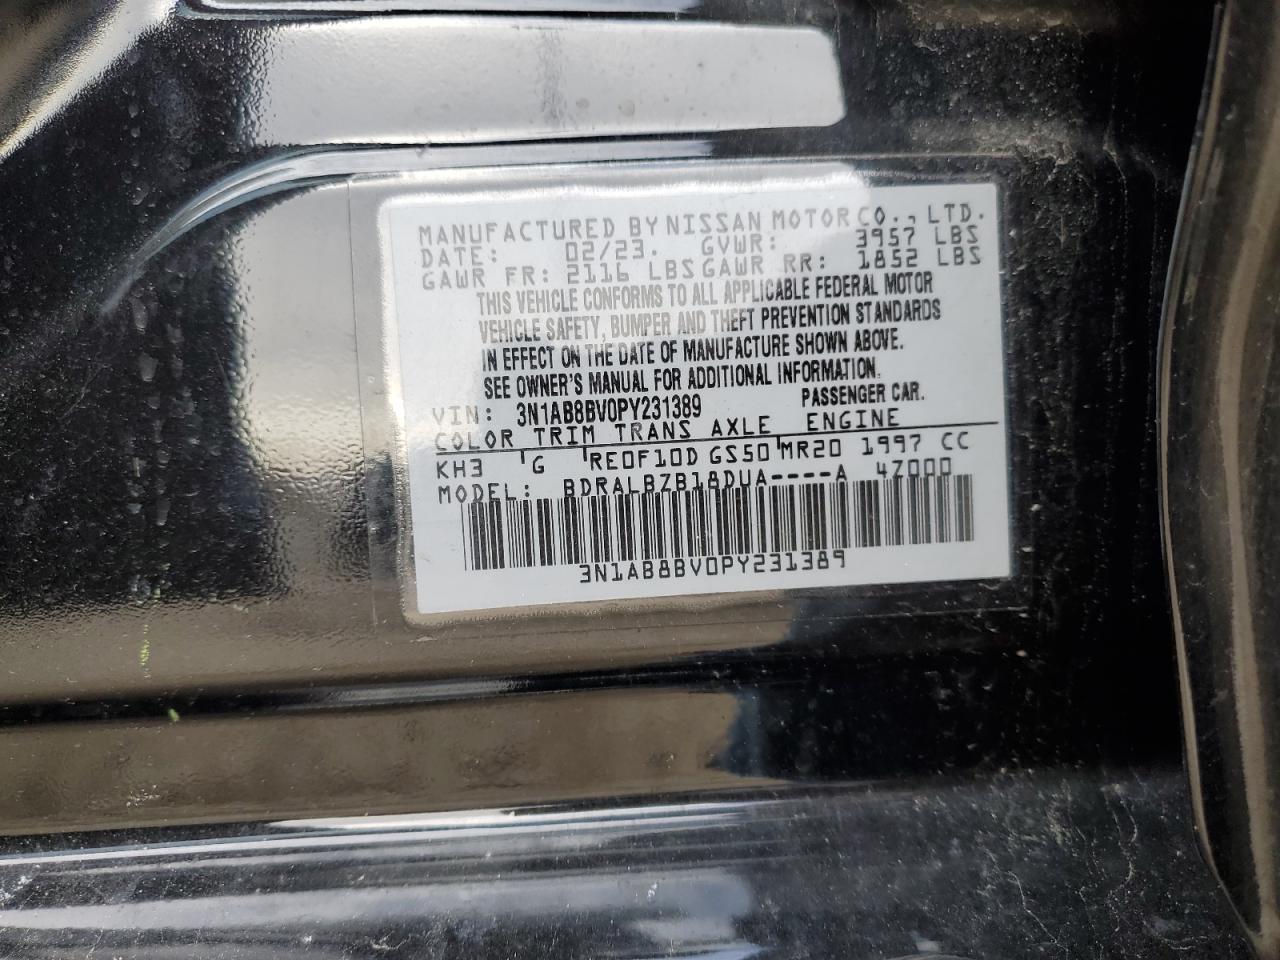 MANUFACTURED BY NISSAN MOTOR CO., LTD.
DATE: 02/23. GVWR: 3957 LBS
GAWR FR: 2116 LBS GAWR RR: 1852 LBS
THIS VEHICLE CONFORMS TO ALL APPLICABLE FEDERAL MOTOR
VEHICLE SAFETY, BUMPER AND THEFT PREVENTION STANDARDS
IN EFFECT ON THE DATE OF MANUFACTURE SHOWN ABOVE.
SEE OWNER'S MANUAL FOR ADDITIONAL INFORMATION.
VIN: 3N1AB8BV0PY231389 PASSENGER CAR.
COLOR TRIM TRANS AXLE ENGINE
KH3 G RE0F10D GS50 MR20 1997 CC
MODEL: BDRALBZB18DUA----A 4Z000
3N1AB8BV0PY231389